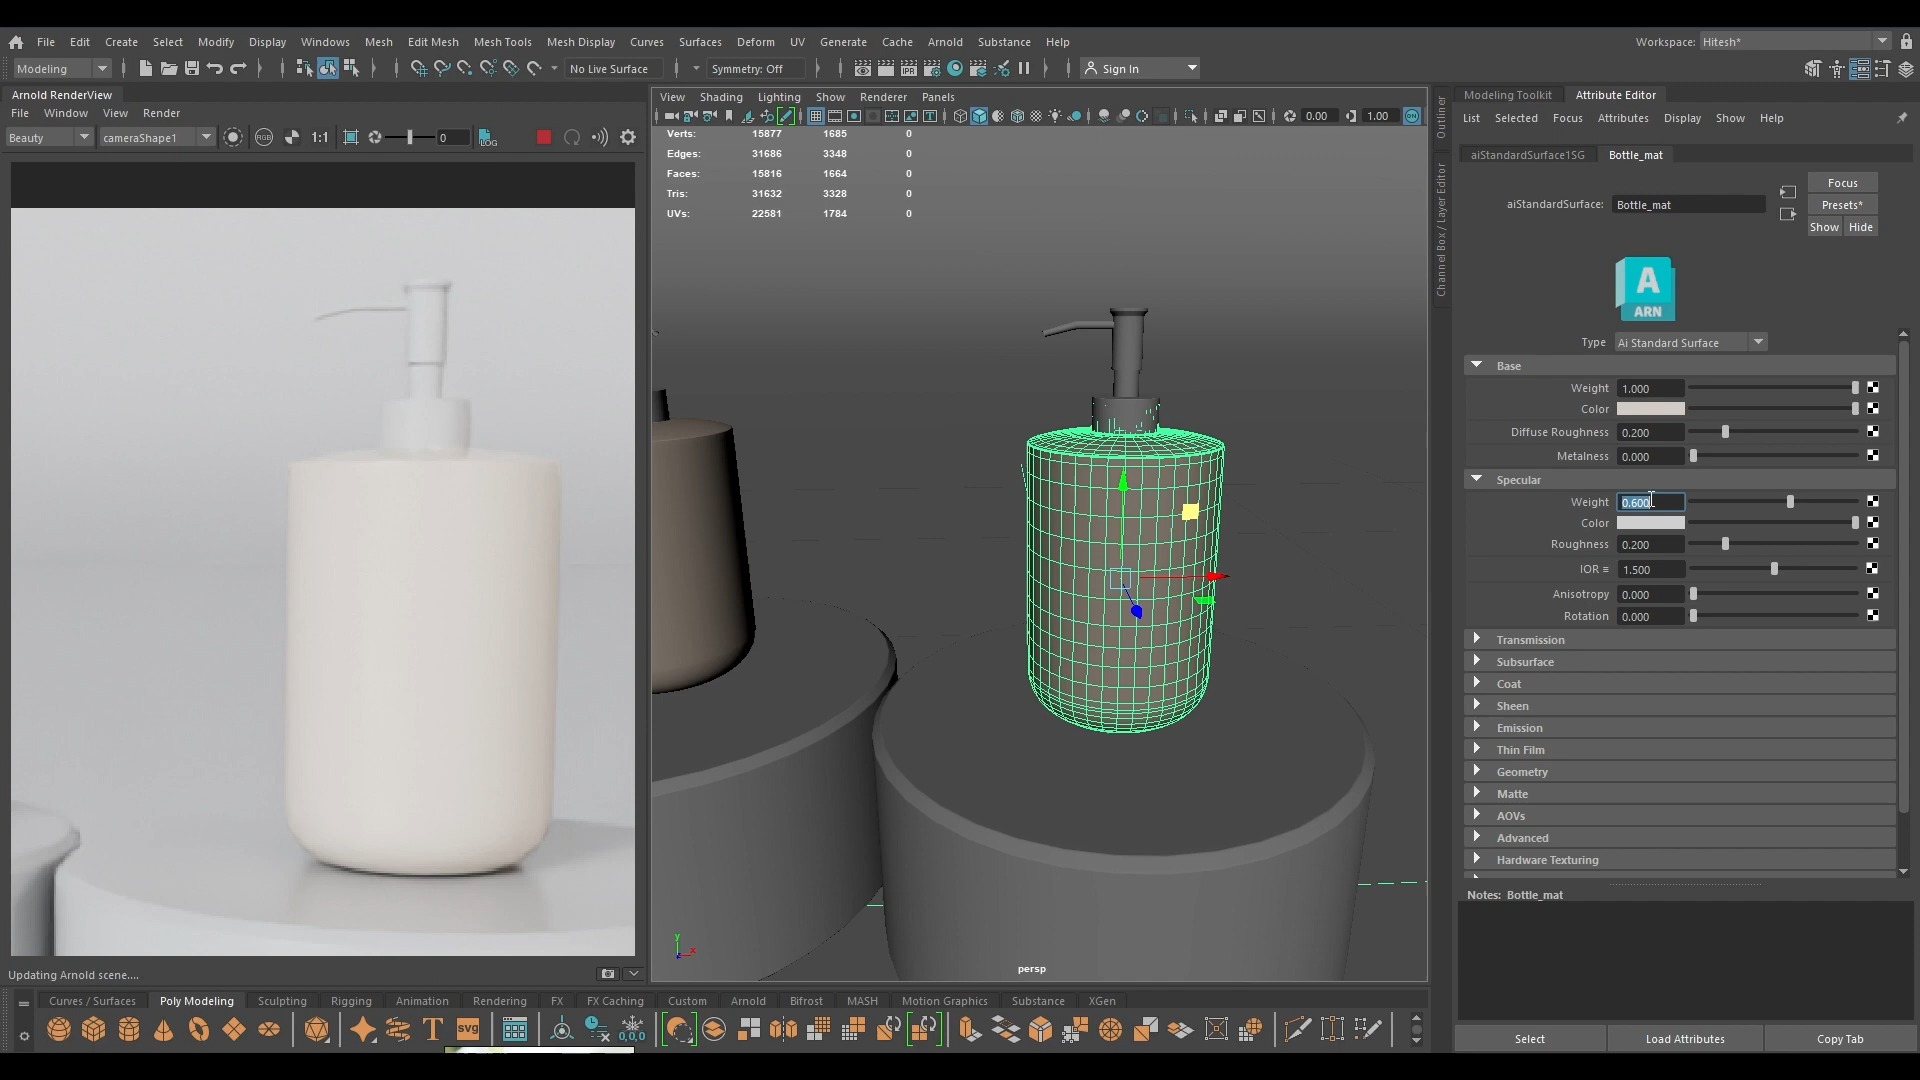 File Edit Create Select Modify Display Windows Mesh Edit Mesh Mesh Tools Mesh Display Curves Surfaces Deform UV Generate Cache Arnold Substance Help Workspace: Hitesh*
Modeling No Live Surface Symmetry: Off IPR Sign In
Arnold RenderView
File Window View Render
Beauty cameraShape1 RGB 1:1 0 LOG
View Shading Lighting Show Renderer Panels
0.00 1.00 ON
Verts: 15877 1685 0
Edges: 31686 3348 0
Faces: 15816 1664 0
Tris: 31632 3328 0
UVs: 22581 1784 0
y
x
persp
Updating Arnold scene....
Outliner
Channel Box / Layer Editor
Modeling Toolkit Attribute Editor
List Selected Focus Attributes Display Show Help
aiStandardSurface1SG Bottle_mat
aiStandardSurface: Bottle_mat
Focus
Presets*
Show Hide
A
ARN
Type Ai Standard Surface
Base
Weight 1.000
Color
Diffuse Roughness 0.200
Metalness 0.000
Specular
Weight 0.600
Color
Roughness 0.200
IOR = 1.500
Anisotropy 0.000
Rotation 0.000
Transmission
Subsurface
Coat
Sheen
Emission
Thin Film
Geometry
Matte
AOVs
Advanced
Hardware Texturing
Notes: Bottle_mat
Select Load Attributes Copy Tab
Curves / Surfaces Poly Modeling Sculpting Rigging Animation Rendering FX FX Caching Custom Arnold Bifrost MASH Motion Graphics Substance XGen
T svg 0,0,0